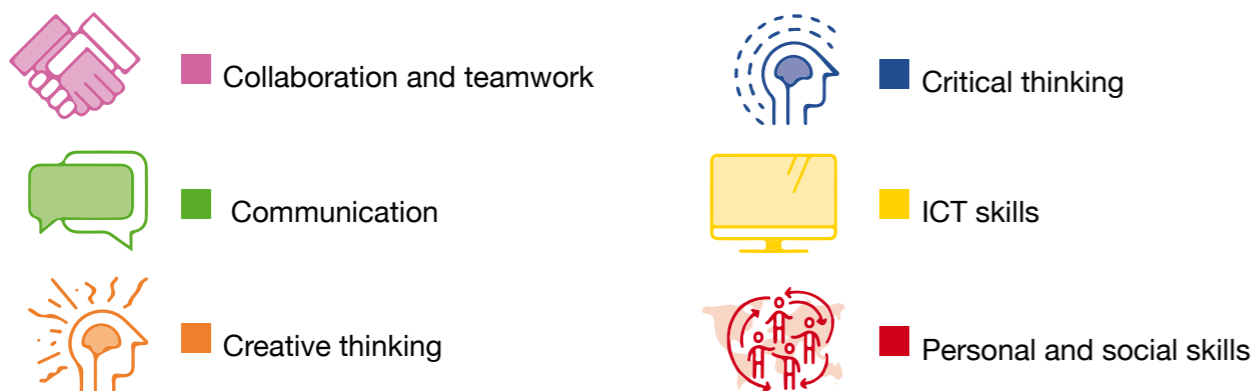 Collaboration and teamwork
Communication
Creative thinking
Critical thinking
ICT skills
Personal and social skills